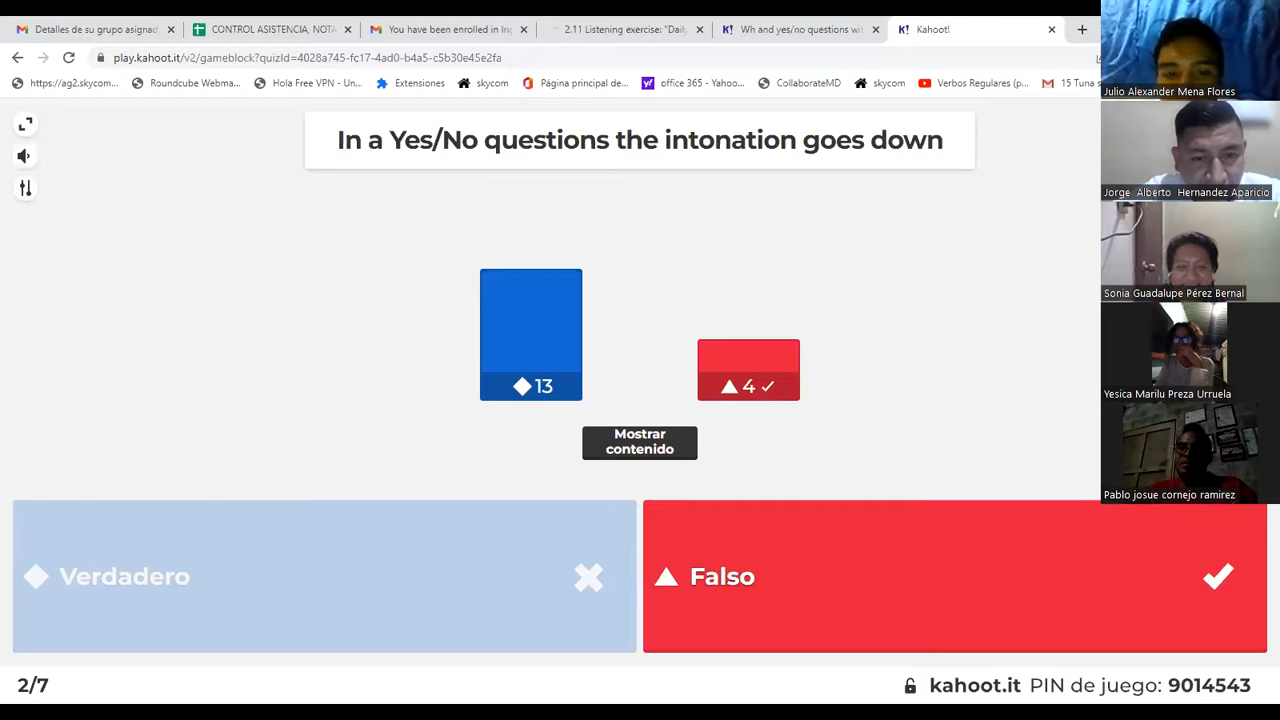 Detalles de su grupo asignad
CONTROL ASISTENCIA, NOTA
You have been enrolled in In
2.11 Listening exercise: "Daily
Wh and yes/no questions wit
Kahoot!
play.kahoot.it/v2/gameblock?quizId=4028a745-fc17-4ad9-b4a5-c5b30e45e2fa
https://ag2.skycom...
Roundcube Webma...
Hola Free VPN - Un...
Extensiones
skycom
Página principal de...
office 365 - Yahoo...
CollaborateMD
skycom
Verbos Regulares (p...
15 Tuna s
In a Yes/No questions the intonation goes down
13
4
Mostrar
contenido
Verdadero
Falso
2/7
kahoot.it PIN de juego: 9014543
Julio Alexander Mena Flores
Jorge Alberto Hernandez Aparicio
Sonia Guadalupe Pérez Bernal
Yesica Marilu Preza Urruela
Pablo josue cornejo ramirez